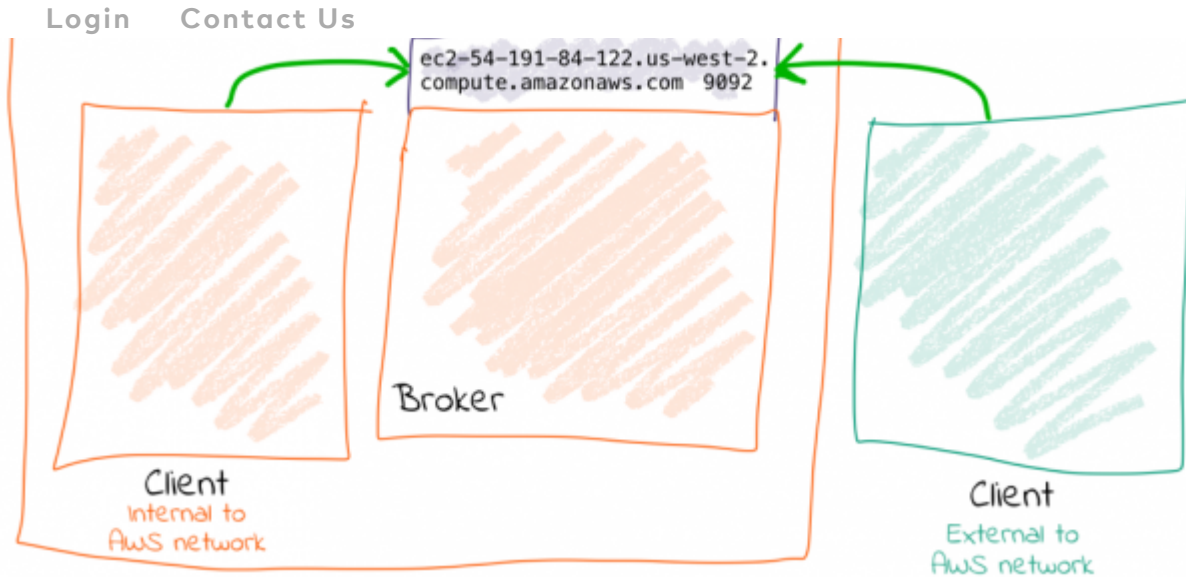 Login Contact Us
ec2-54-191-84-122.us-west-2.
compute.amazonaws.com 9092
Broker
Client
Internal to
AWS network
Client
External to
AWS network